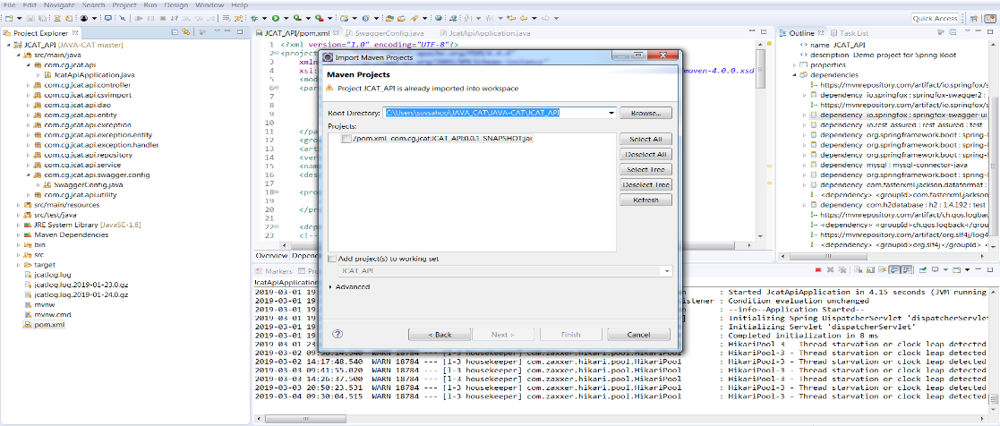 File Edit Navigate Search Project Run Design Window Help
Quick Access
Project Explorer
JCAT_API [JAVA-CAT master]
src/main/java
com.cg.jcat.api
JcatApiApplication.java
com.cg.jcat.api.controller
com.cg.jcat.api.csvimport
com.cg.jcat.api.dao
com.cg.jcat.api.entity
com.cg.jcat.api.exception
com.cg.jcat.api.exception.entity
com.cg.jcat.api.exception.handler
com.cg.jcat.api.repository
com.cg.jcat.api.service
com.cg.jcat.api.swagger.config
SwaggerConfig.java
com.cg.jcat.api.utility
src/main/resources
src/test/java
JRE System Library [JavaSE-1.8]
Maven Dependencies
bin
src
target
jcatlog.log
jcatlog.log.2019-01-23.0.gz
jcatlog.log.2019-01-24.0.gz
mvnw
mvnw.cmd
pom.xml
JCAT_API/pom.xml SwaggerConfig.java JcatApiApplication.java
1 <?xml version="1.0" encoding="UTF-8"?>
2 <project
3 xmln
4 xsi: maven-4.0.0.xsd
5 <mod
6 <par
7
8
9
10
11 </pa
12 <gro
13 <art
14 <ver
15 <nam
16 <des
17
18 <pro
19
20 </pr
21
22 <dep
23 <!--
Overview Dependenc
Import Maven Projects
Maven Projects
Project JCAT_API is already imported into workspace
Root Directory: C:\Users\suvsahoo\JAVA_CAT\JAVA-CAT\JCAT_API Browse...
Projects:
/pom.xml com.cg.jcat:JCAT_API:0.0.1-SNAPSHOT:jar
Select All
Deselect All
Select Tree
Deselect Tree
Refresh
Add project(s) to working set
JCAT_API
Advanced
? < Back Next > Finish Cancel
Outline Task List
name JCAT_API
description Demo project for Spring Boot
properties
dependencies
https://mvnrepository.com/artifact/io.springfox/
dependency io.springfox : springfox-swagger2 :
https://mvnrepository.com/artifact/io.springfox/
dependency io.springfox : springfox-swagger-ui
dependency io.rest-assured : rest-assured : test
dependency org.springframework.boot : spring-
dependency org.springframework.boot : spring-b
dependency mysql : mysql-connector-java
dependency org.springframework.boot : spring-
dependency com.fasterxml.jackson.dataformat :
<dependency> <groupId>com.fasterxml.jackson
dependency com.h2database : h2 : 1.4.192 : test
https://mvnrepository.com/artifact/ch.qos.logbac
<dependency> <groupId>ch.qos.logback</grou
https://mvnrepository.com/artifact/org.slf4j/log4
<dependency> <groupId>org.slf4j</groupId> <
Markers
JcatApiApplication
2019-03-01 19 : Started JcatApiApplication in 4.15 seconds (JVM running
2019-03-01 19 istener : Condition evaluation unchanged
2019-03-01 19 : --info--Application Started--
2019-03-01 19 : Initializing Spring DispatcherServlet 'dispatcherServlet
2019-03-01 19 : Initializing Servlet 'dispatcherServlet'
2019-03-01 19 : Completed initialization in 8 ms
2019-03-01 23 : HikariPool-3 - Thread starvation or clock leap detected
2019-03-02 09:56:14.540 WARN 18784 --- [l-3 housekeeper] com.zaxxer.hikari.pool.HikariPool : HikariPool-3 - Thread starvation or clock leap detected
2019-03-02 14:17:48.540 WARN 18784 --- [l-3 housekeeper] com.zaxxer.hikari.pool.HikariPool : HikariPool-3 - Thread starvation or clock leap detected
2019-03-03 09:41:55.020 WARN 18784 --- [l-3 housekeeper] com.zaxxer.hikari.pool.HikariPool : HikariPool-3 - Thread starvation or clock leap detected
2019-03-03 14:26:37.500 WARN 18784 --- [l-3 housekeeper] com.zaxxer.hikari.pool.HikariPool : HikariPool-3 - Thread starvation or clock leap detected
2019-03-03 20:50:23.531 WARN 18784 --- [l-3 housekeeper] com.zaxxer.hikari.pool.HikariPool : HikariPool-3 - Thread starvation or clock leap detected
2019-03-04 09:30:04.515 WARN 18784 --- [l-3 housekeeper] com.zaxxer.hikari.pool.HikariPool : HikariPool-3 - Thread starvation or clock leap detected